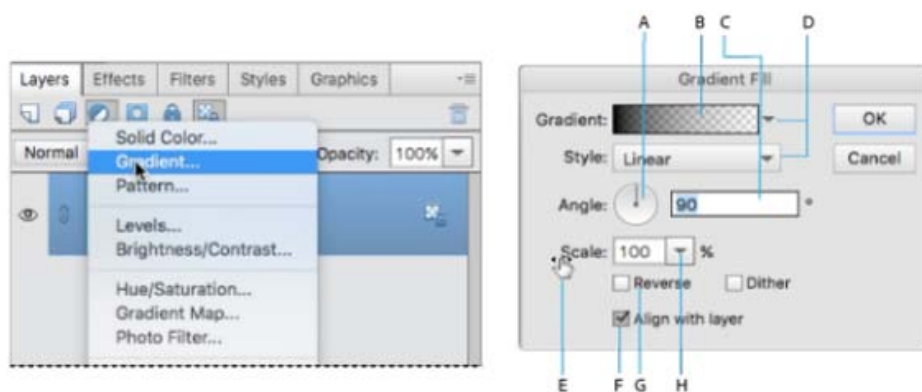 A B C D
Layers Effects Filters Styles Graphics
Normal Opacity: 100%
Solid Color...
Gradient...
Pattern...
Levels...
Brightness/Contrast...
Hue/Saturation...
Gradient Map...
Photo Filter...
Gradient Fill
Gradient: OK
Style: Linear Cancel
Angle: 90 °
Scale: 100 %
Reverse Dither
Align with layer
E F G H